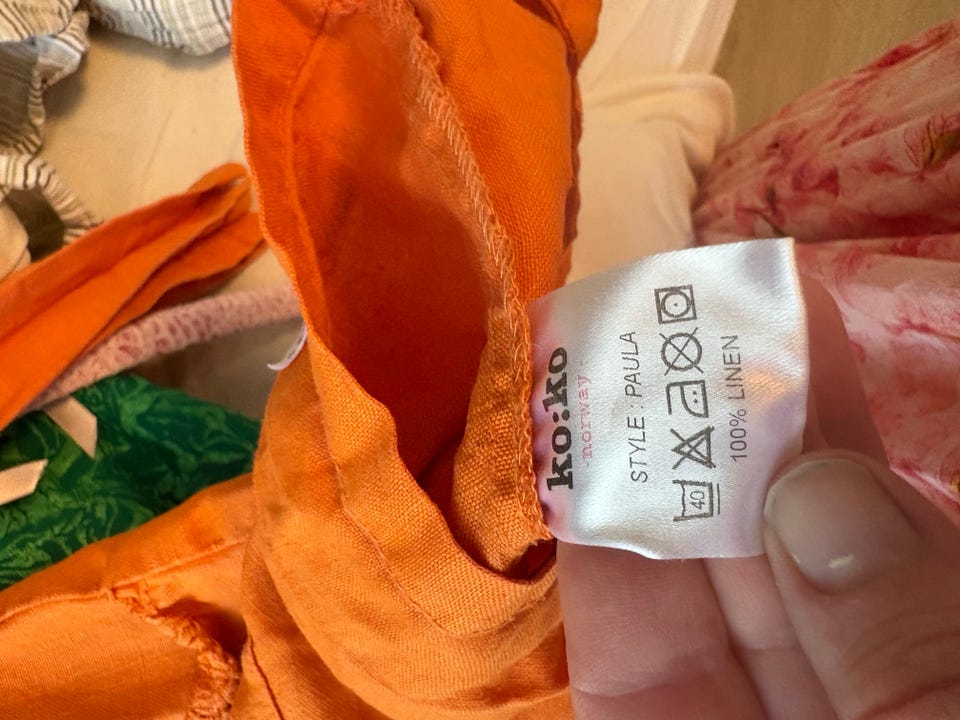 ko:ko
-norway-
STYLE : PAULA
40
100% LINEN